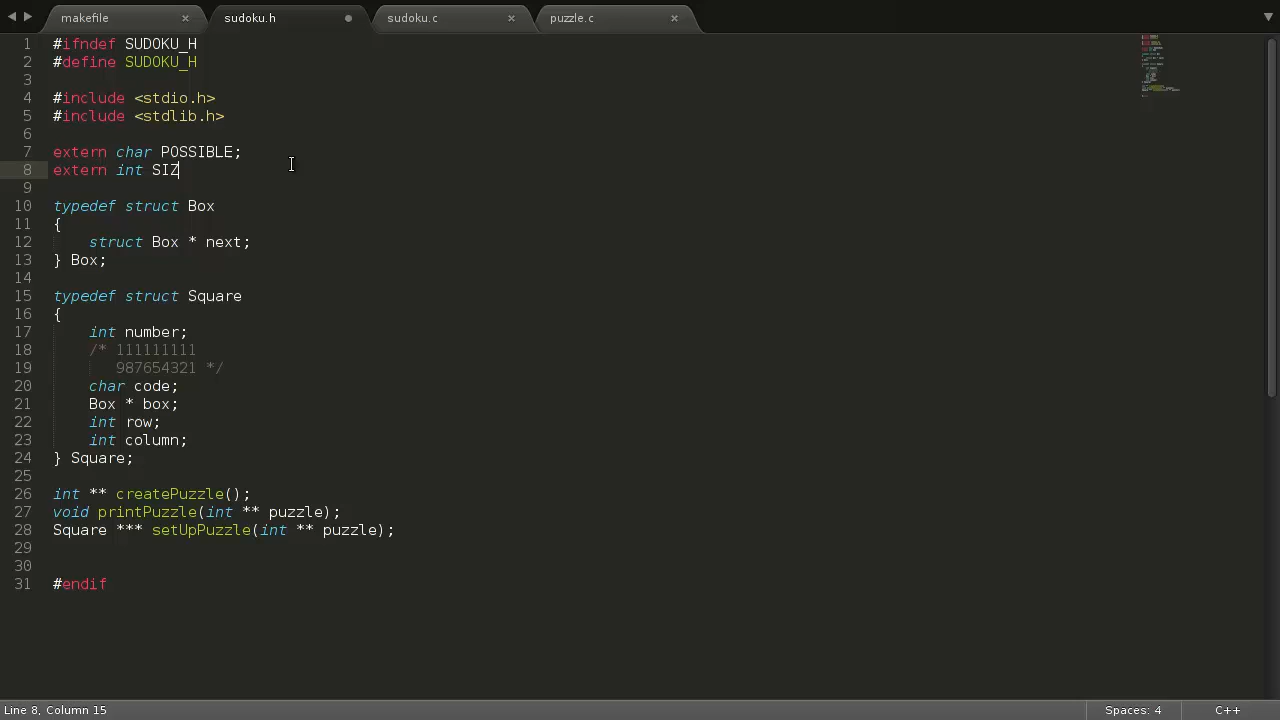 makefile × sudoku.h sudoku.c × puzzle.c ×
1 #ifndef SUDOKU_H
2 #define SUDOKU_H
3
4 #include <stdio.h>
5 #include <stdlib.h>
6
7 extern char POSSIBLE;
8 extern int SIZ
9
10 typedef struct Box
11 {
12     struct Box * next;
13 } Box;
14
15 typedef struct Square
16 {
17     int number;
18     /* 111111111
19        987654321 */
20     char code;
21     Box * box;
22     int row;
23     int column;
24 } Square;
25
26 int ** createPuzzle();
27 void printPuzzle(int ** puzzle);
28 Square *** setUpPuzzle(int ** puzzle);
29
30
31 #endif
Line 8, Column 15 Spaces: 4 C++